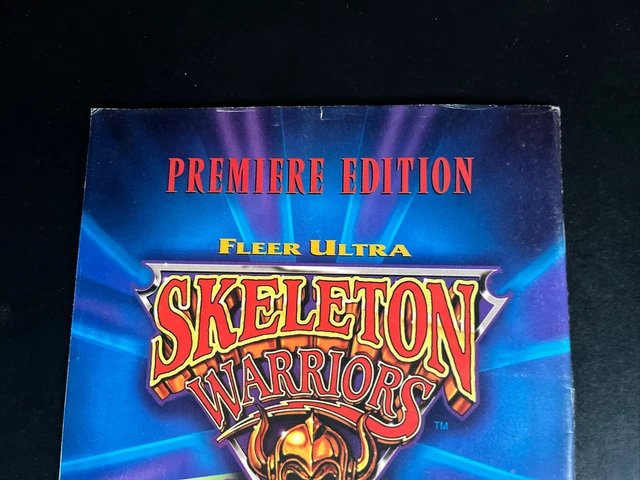 PREMIERE EDITION
FLEER ULTRA
SKELETON
WARRIORS
TM